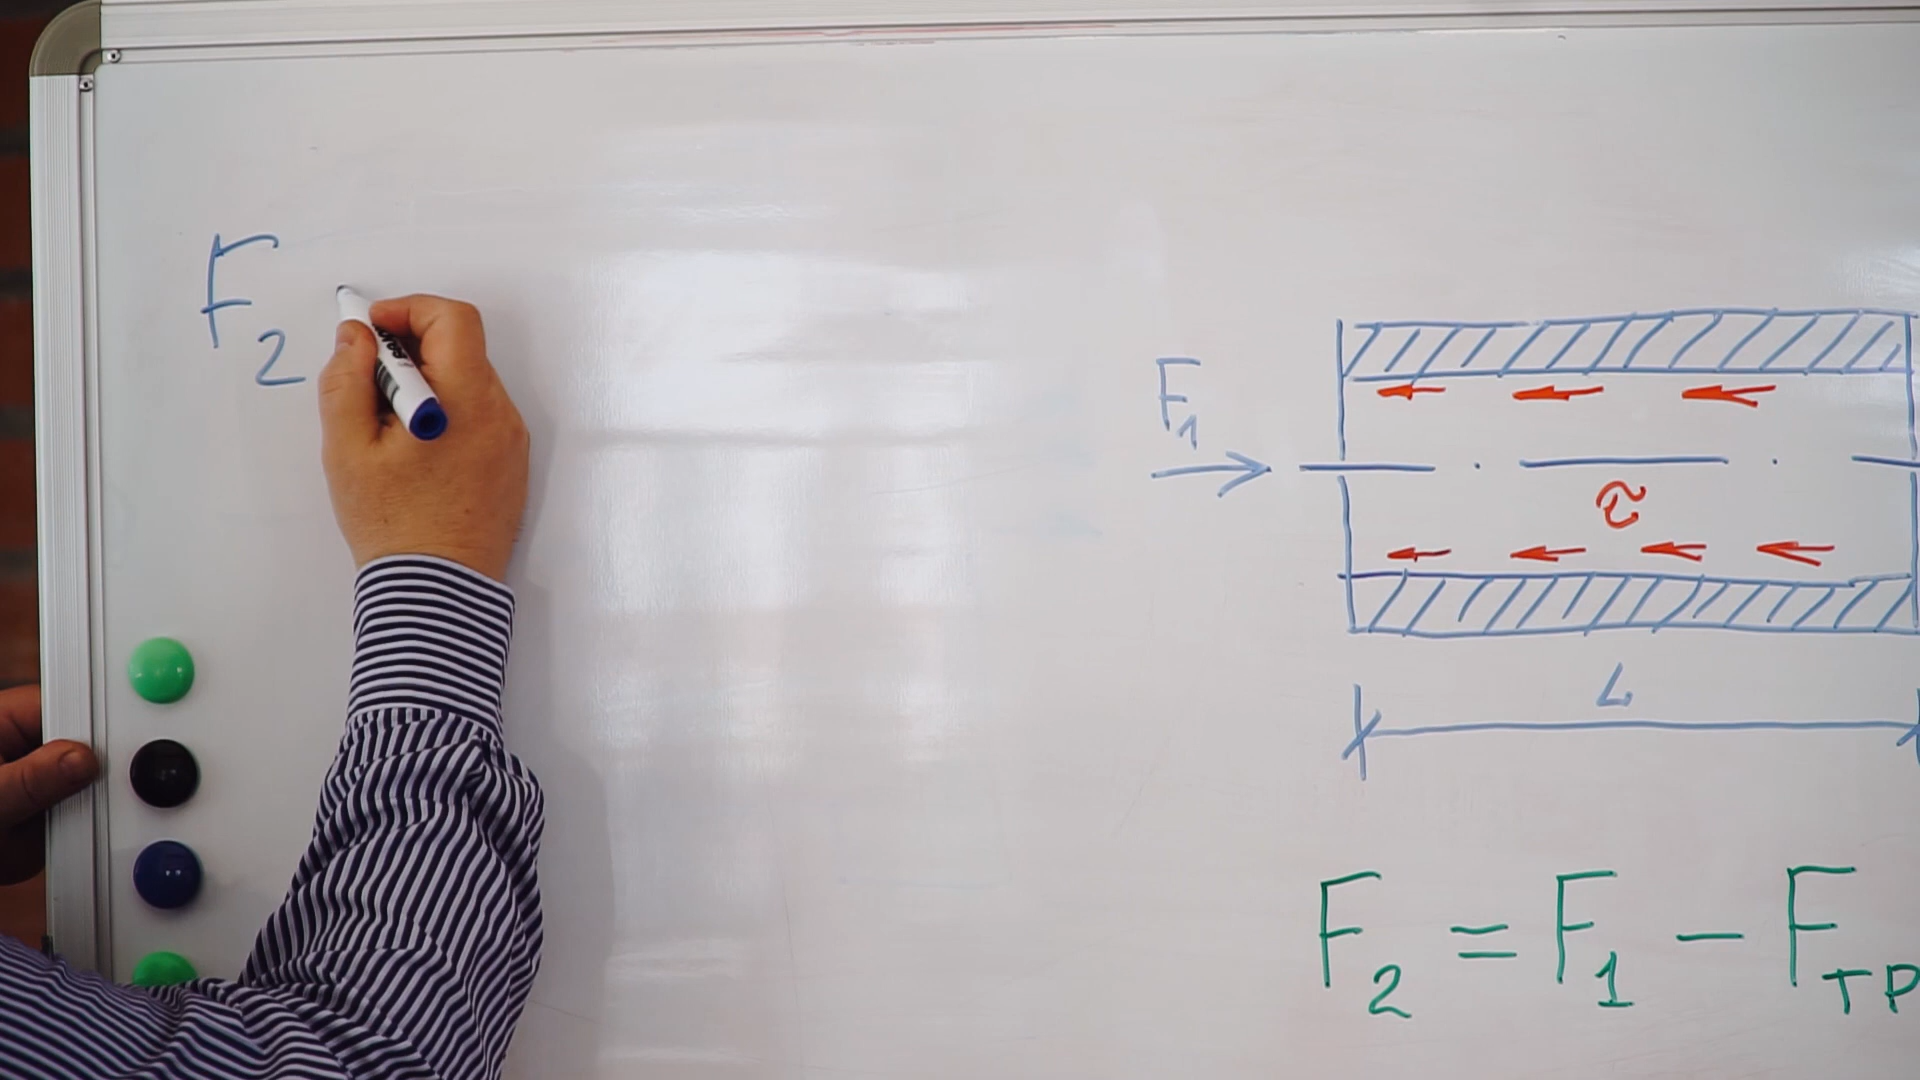 F₂
F₁
τ
L
F₂ = F₁ - Fтр